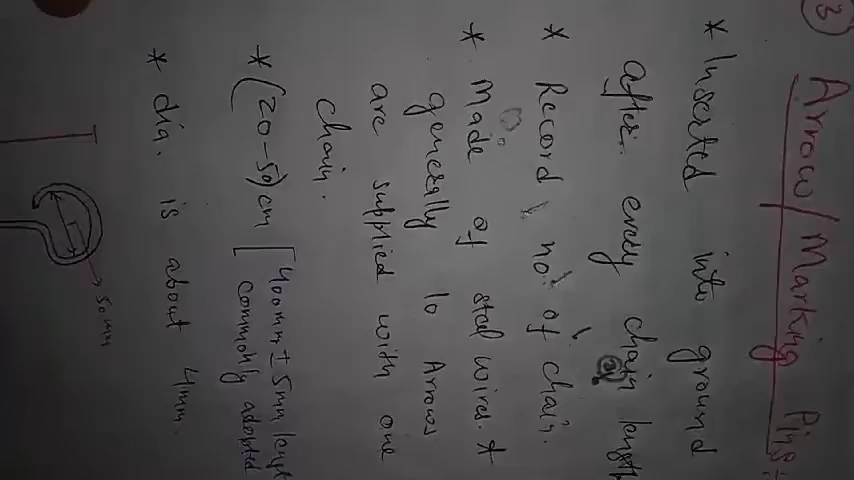 ③ Arrow/Marking Pins:
* Inserted into ground
after every chain length
* Record no. of chain.
* Made of steel wires. *
generally 10 Arrows
are supplied with one
chain.
* (20-50)cm [400mm ± 5mm lengt
commonly adopted
* dia. is about 4mm.
50mm